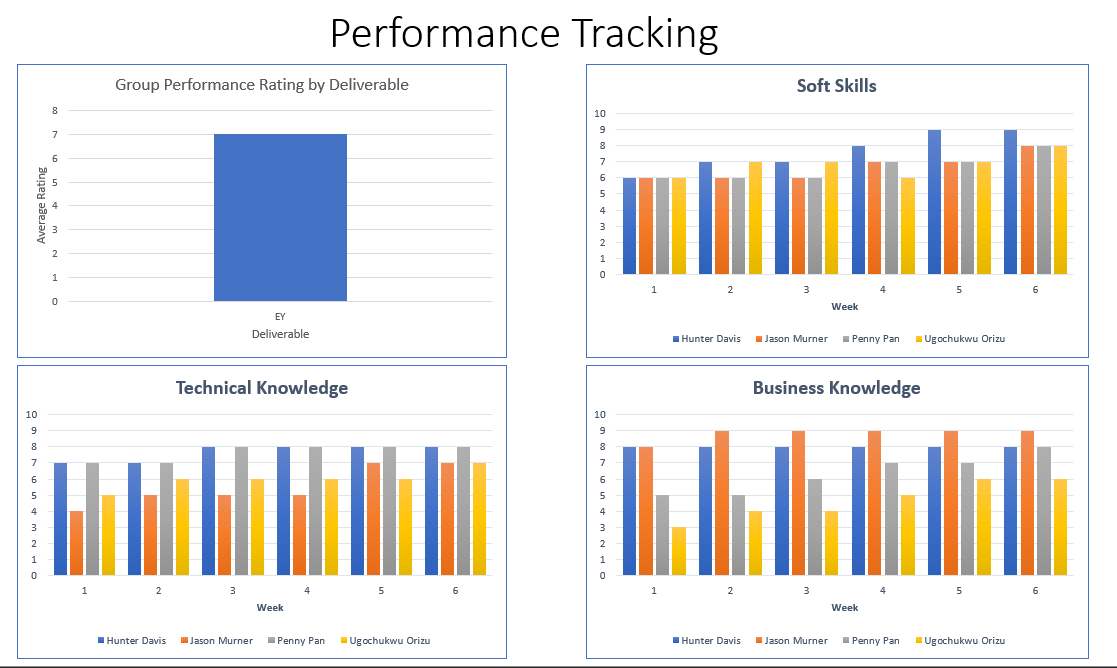 Performance Tracking
Group Performance Rating by Deliverable
8
7
6
5
4
3
2
1
0
Average Rating
EY
Deliverable
Soft Skills
10
9
8
7
6
5
4
3
2
1
0
1 2 3 4 5 6
Week
Hunter Davis Jason Murner Penny Pan Ugochukwu Orizu
Technical Knowledge
10
9
8
7
6
5
4
3
2
1
0
1 2 3 4 5 6
Week
Hunter Davis Jason Murner Penny Pan Ugochukwu Orizu
Business Knowledge
10
9
8
7
6
5
4
3
2
1
0
1 2 3 4 5 6
Week
Hunter Davis Jason Murner Penny Pan Ugochukwu Orizu